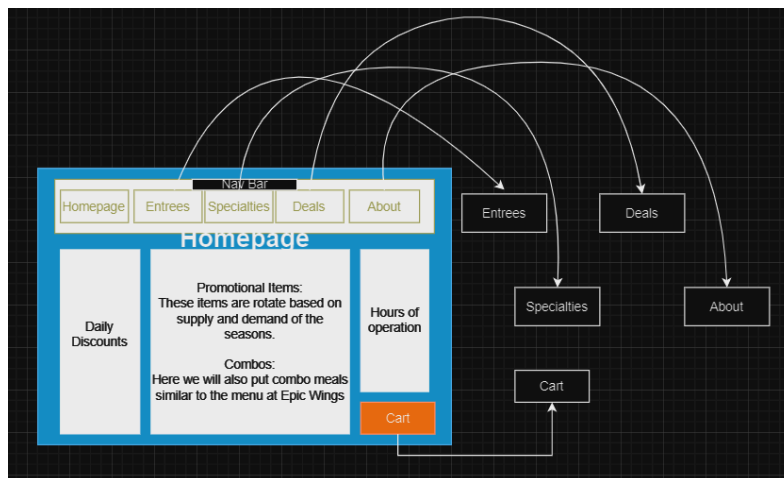 Nav Bar
Homepage
Entrees
Specialties
Deals
About
Homepage
Daily
Discounts
Promotional Items:
These items are rotate based on
supply and demand of the
seasons.
Combos:
Here we will also put combo meals
similar to the menu at Epic Wings
Hours of
operation
Cart
Entrees
Deals
Specialties
About
Cart